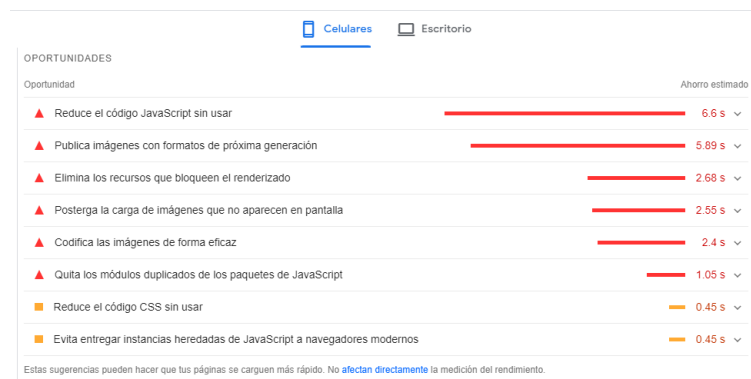 Celulares Escritorio
OPORTUNIDADES
Oportunidad Ahorro estimado
Reduce el código JavaScript sin usar 6.6 s
Publica imágenes con formatos de próxima generación 5.89 s
Elimina los recursos que bloqueen el renderizado 2.68 s
Posterga la carga de imágenes que no aparecen en pantalla 2.55 s
Codifica las imágenes de forma eficaz 2.4 s
Quita los módulos duplicados de los paquetes de JavaScript 1.05 s
Reduce el código CSS sin usar 0.45 s
Evita entregar instancias heredadas de JavaScript a navegadores modernos 0.45 s
Estas sugerencias pueden hacer que tus páginas se carguen más rápido. No afectan directamente la medición del rendimiento.